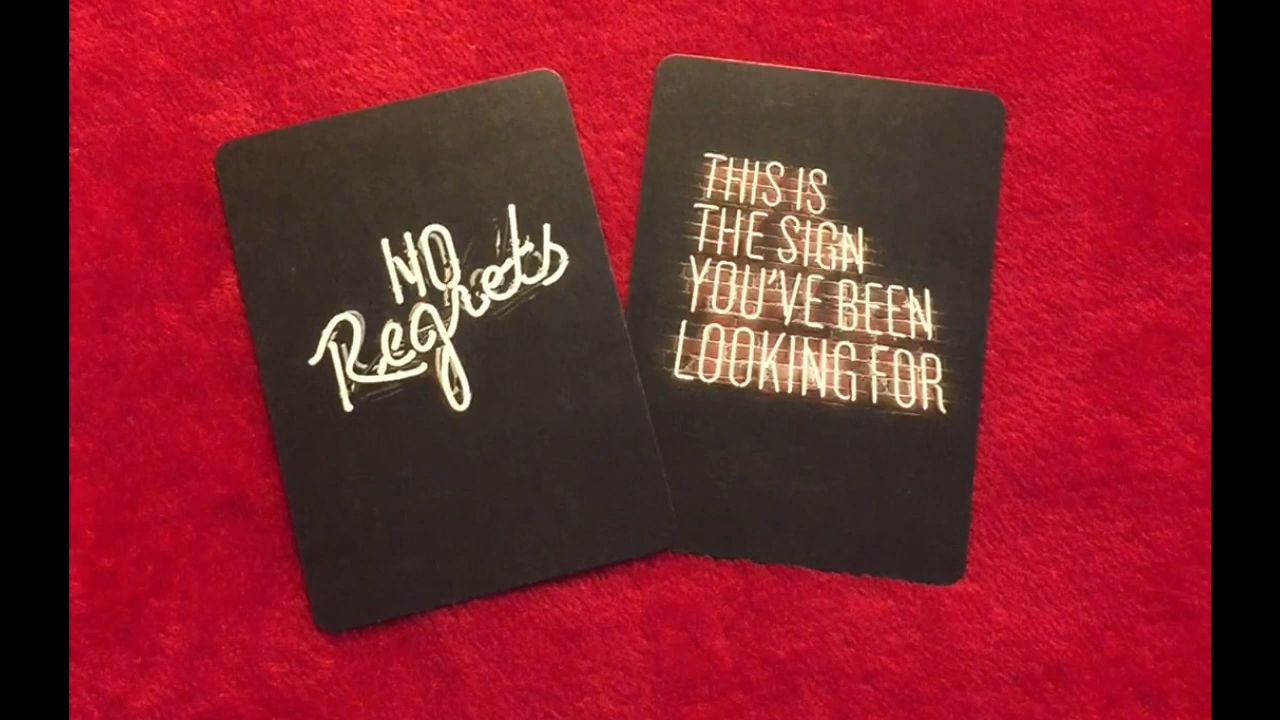 NO
Regrets
THIS IS
THE SIGN
YOU'VE BEEN
LOOKING FOR